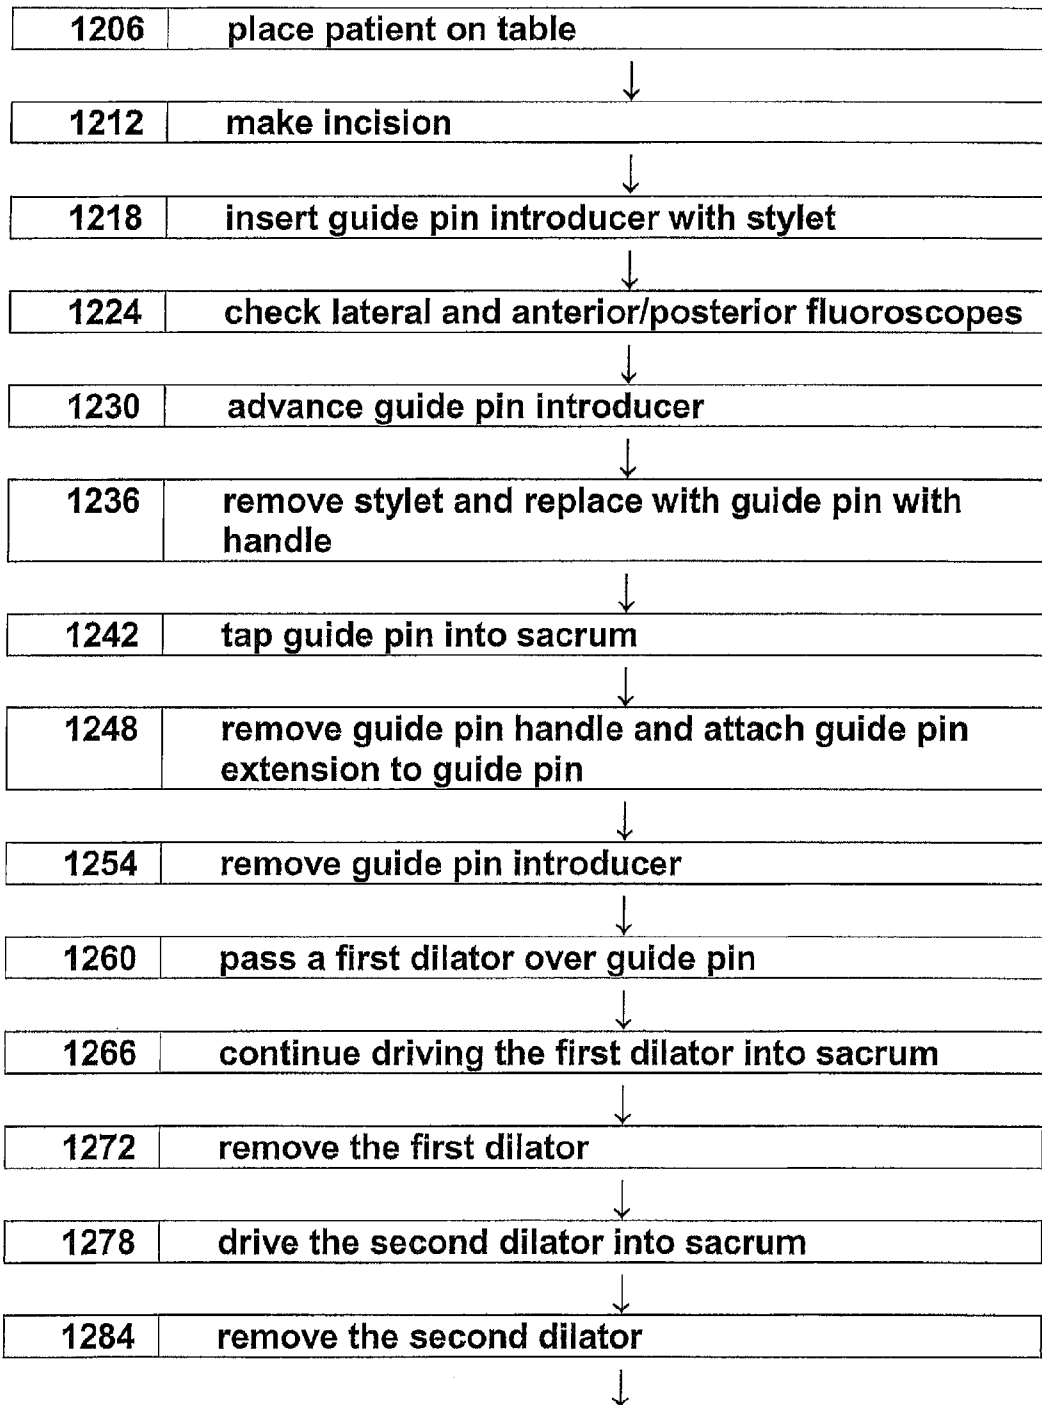 1206 place patient on table
1212 make incision
1218 insert guide pin introducer with stylet
1224 check lateral and anterior/posterior fluoroscopes
1230 advance guide pin introducer
1236 remove stylet and replace with guide pin with
handle
1242 tap guide pin into sacrum
1248 remove guide pin handle and attach guide pin
extension to guide pin
1254 remove guide pin introducer
1260 pass a first dilator over guide pin
1266 continue driving the first dilator into sacrum
1272 remove the first dilator
1278 drive the second dilator into sacrum
1284 remove the second dilator